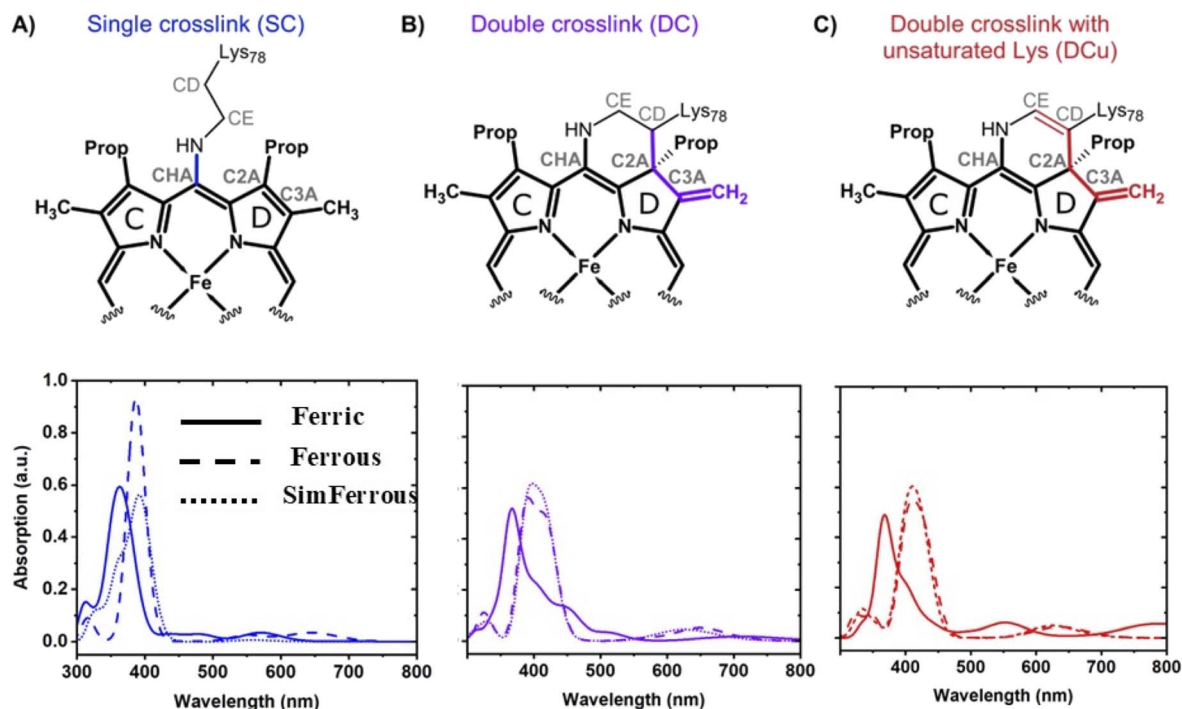 A) Single crosslink (SC)
Lys78
CD
CE
HN
Prop
Prop
CHA
C2A
C3A
H3C
CH3
C
D
N
N
Fe
B) Double crosslink (DC)
CE
CD
Lys78
HN
Prop
Prop
CHA
C2A
C3A
H3C
CH2
C
D
N
N
Fe
C) Double crosslink with
unsaturated Lys (DCu)
CE
CD
Lys78
HN
Prop
Prop
CHA
C2A
C3A
H3C
CH2
C
D
N
N
Fe
Absorption (a.u.)
1.0
0.8
0.6
0.4
0.2
0.0
Ferric
Ferrous
SimFerrous
300 400 500 600 700 800
Wavelength (nm)
400 500 600 700 800
Wavelength (nm)
400 500 600 700 800
Wavelength (nm)